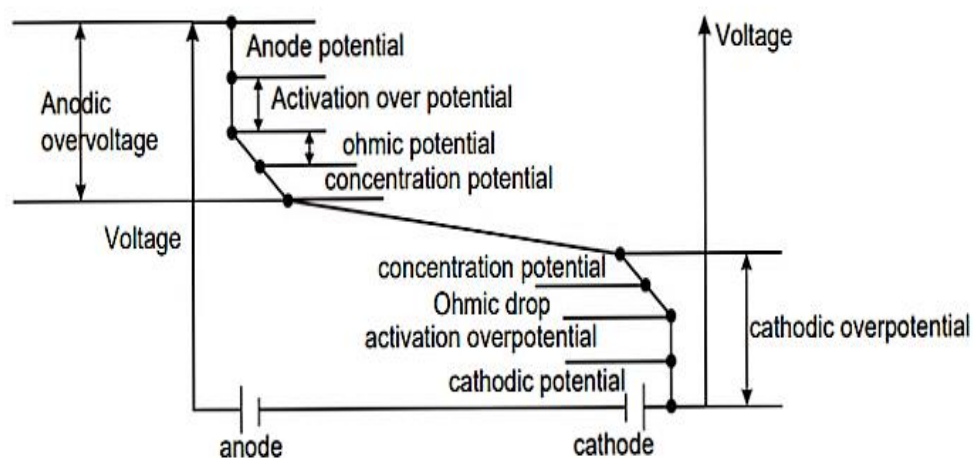 Anode potential
Voltage
Activation over potential
Anodic
overvoltage
ohmic potential
concentration potential
Voltage
concentration potential
Ohmic drop
activation overpotential
cathodic overpotential
cathodic potential
anode
cathode